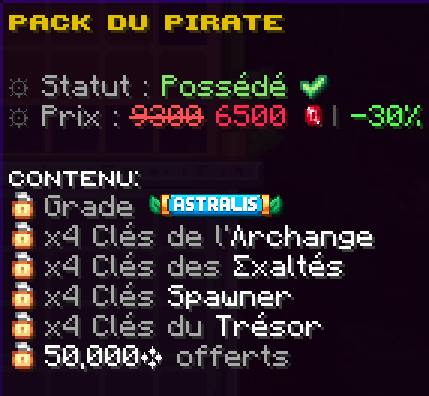 PACK DU PIRATE
Statut : Possédé ✔
Prix : 9300 6500 | -30%
CONTENU:
Grade ASTRALIS
x4 Clés de l'Archange
x4 Clés des Exaltés
x4 Clés Spawner
x4 Clés du Trésor
50,000 offerts